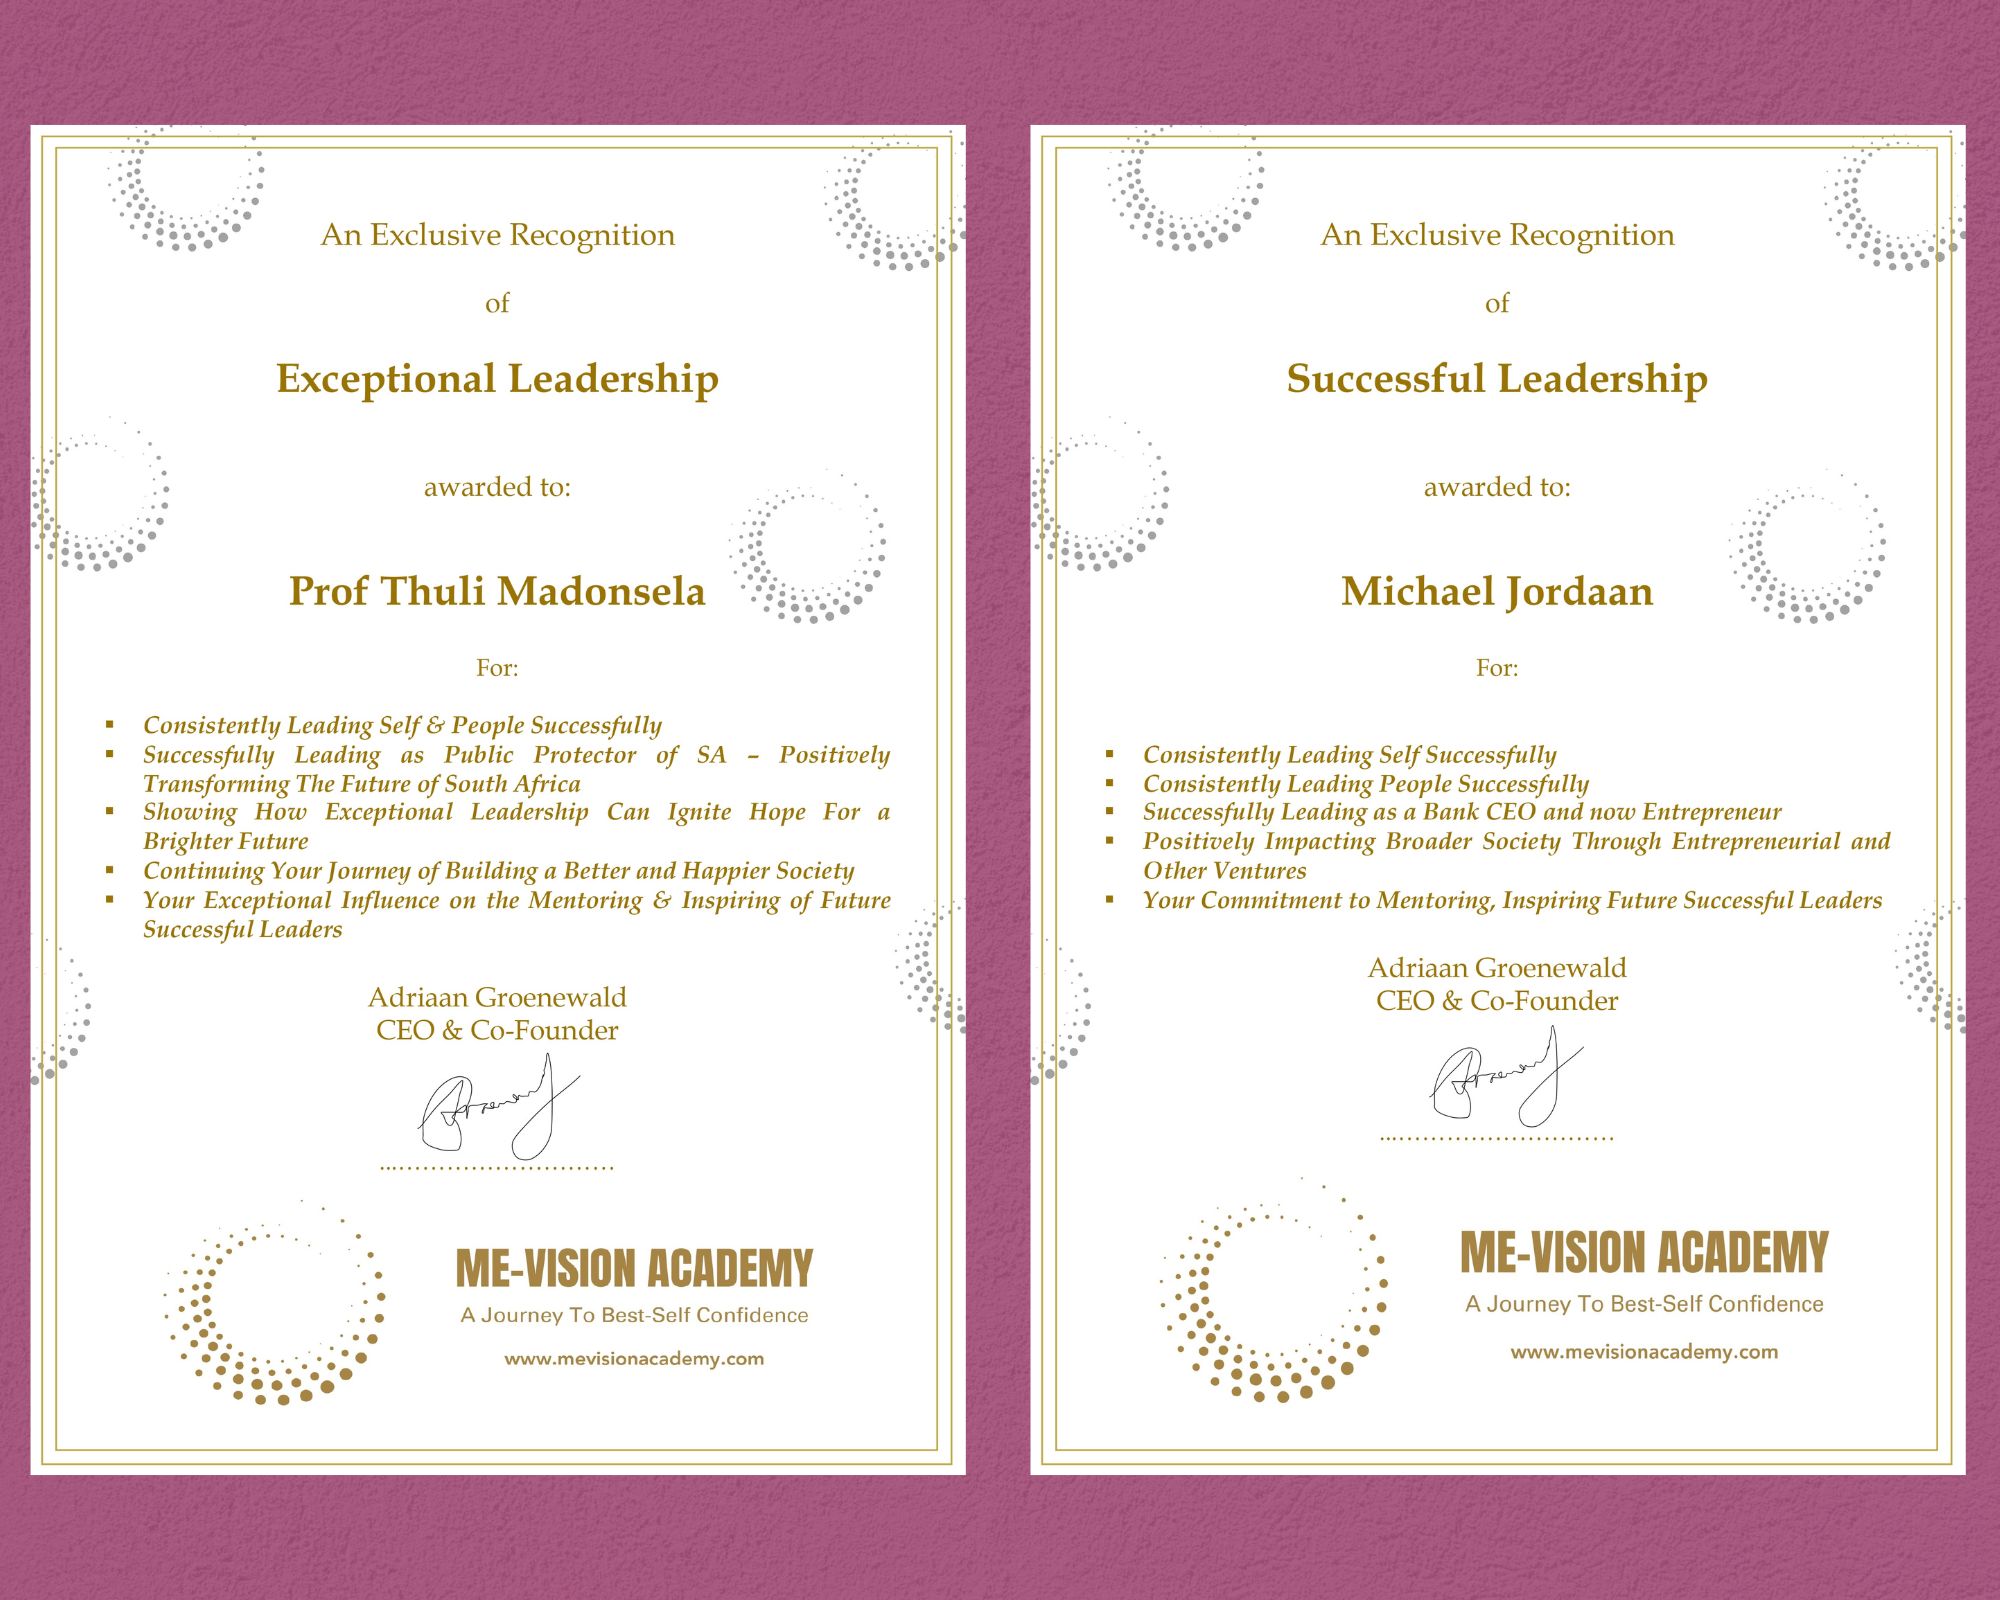 An Exclusive Recognition
of
Exceptional Leadership
awarded to:
Prof Thuli Madonsela
For:
▪ Consistently Leading Self & People Successfully
▪ Successfully Leading as Public Protector of SA – Positively
Transforming The Future of South Africa
▪ Showing How Exceptional Leadership Can Ignite Hope For a
Brighter Future
▪ Continuing Your Journey of Building a Better and Happier Society
▪ Your Exceptional Influence on the Mentoring & Inspiring of Future
Successful Leaders
Adriaan Groenewald
CEO & Co-Founder
ME-VISION ACADEMY
A Journey To Best-Self Confidence
www.mevisionacademy.com
An Exclusive Recognition
of
Successful Leadership
awarded to:
Michael Jordaan
For:
▪ Consistently Leading Self Successfully
▪ Consistently Leading People Successfully
▪ Successfully Leading as a Bank CEO and now Entrepreneur
▪ Positively Impacting Broader Society Through Entrepreneurial and
Other Ventures
▪ Your Commitment to Mentoring, Inspiring Future Successful Leaders
Adriaan Groenewald
CEO & Co-Founder
ME-VISION ACADEMY
A Journey To Best-Self Confidence
www.mevisionacademy.com